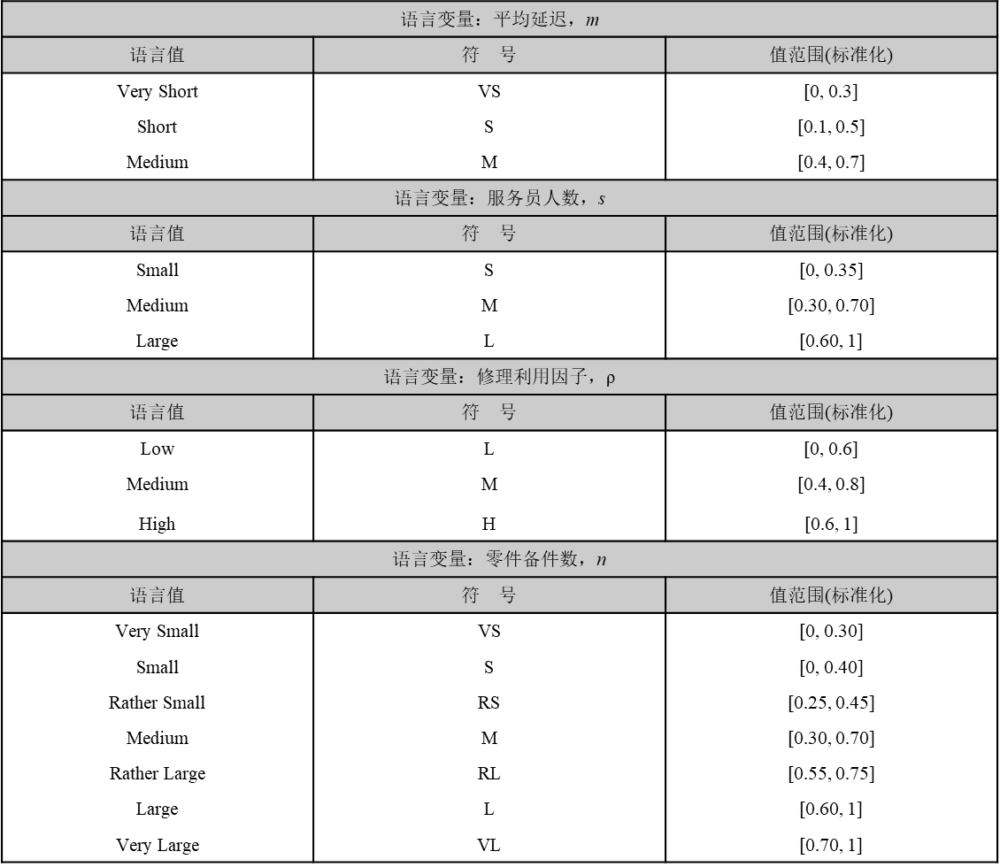 语言变量：平均延迟，m
语言值 符 号 值范围(标准化)
Very Short VS [0, 0.3]
Short S [0.1, 0.5]
Medium M [0.4, 0.7]
语言变量：服务员人数，s
语言值 符 号 值范围(标准化)
Small S [0, 0.35]
Medium M [0.30, 0.70]
Large L [0.60, 1]
语言变量：修理利用因子，ρ
语言值 符 号 值范围(标准化)
Low L [0, 0.6]
Medium M [0.4, 0.8]
High H [0.6, 1]
语言变量：零件备件数，n
语言值 符 号 值范围(标准化)
Very Small VS [0, 0.30]
Small S [0, 0.40]
Rather Small RS [0.25, 0.45]
Medium M [0.30, 0.70]
Rather Large RL [0.55, 0.75]
Large L [0.60, 1]
Very Large VL [0.70, 1]